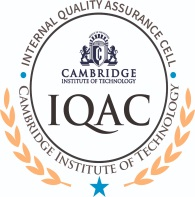 • INTERNAL QUALITY ASSURANCE CELL •
CAMBRIDGE
INSTITUTE OF TECHNOLOGY
IQAC
CAMBRIDGE INSTITUTE OF TECHNOLOGY